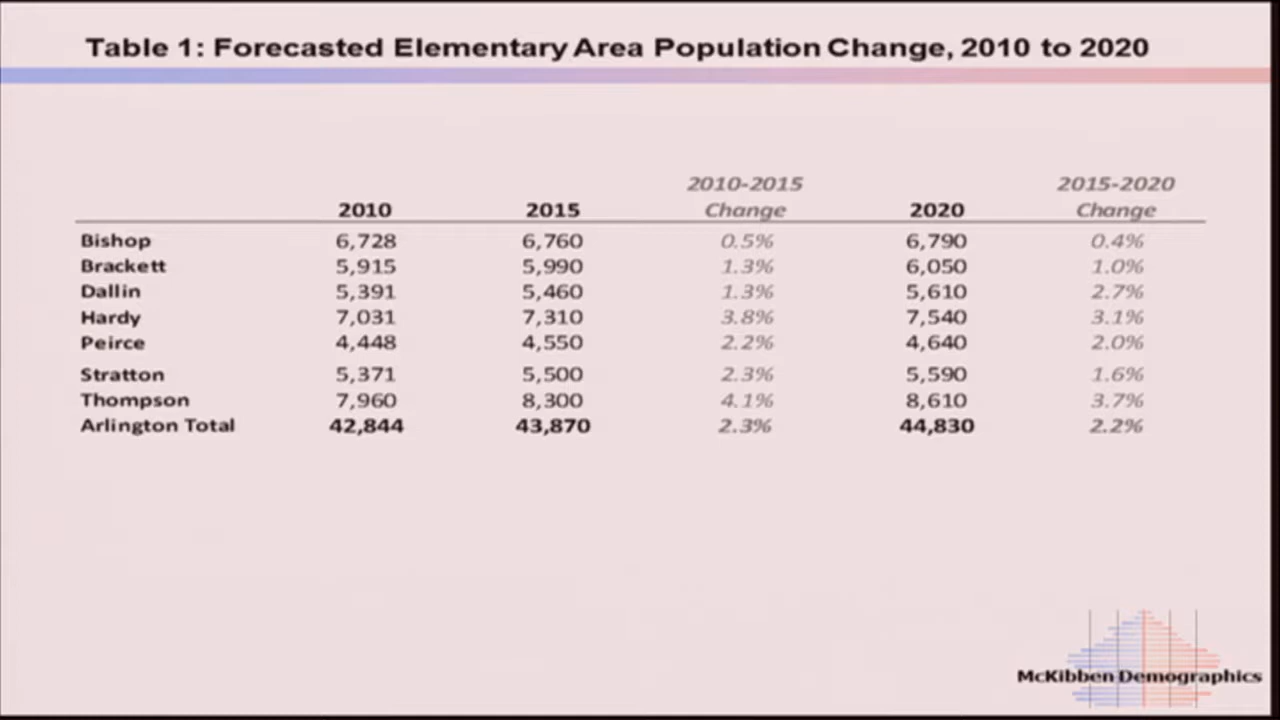 Table 1: Forecasted Elementary Area Population Change, 2010 to 2020
2010-2015 2015-2020
2010 2015 Change 2020 Change
Bishop 6,728 6,760 0.5% 6,790 0.4%
Brackett 5,915 5,990 1.3% 6,050 1.0%
Dallin 5,391 5,460 1.3% 5,610 2.7%
Hardy 7,031 7,310 3.8% 7,540 3.1%
Peirce 4,448 4,550 2.2% 4,640 2.0%
Stratton 5,371 5,500 2.3% 5,590 1.6%
Thompson 7,960 8,300 4.1% 8,610 3.7%
Arlington Total 42,844 43,870 2.3% 44,830 2.2%
McKibben Demographics